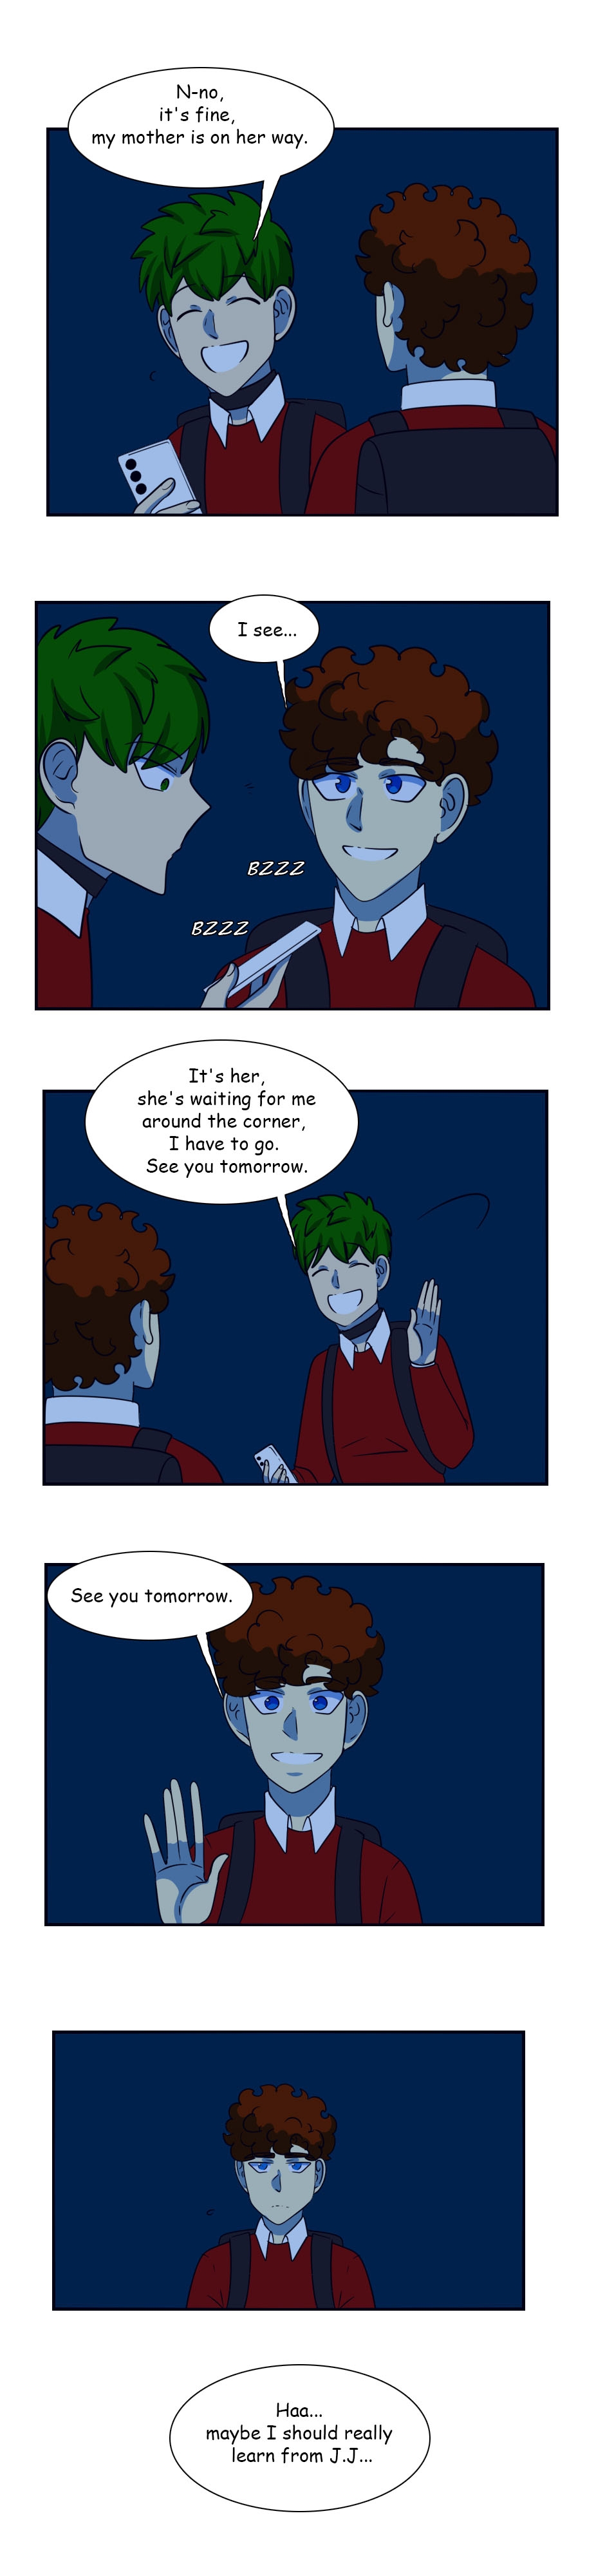 N-no,
it's fine,
my mother is on her way.
I see...
BZZZ
BZZZ
It's her,
she's waiting for me
around the corner,
I have to go.
See you tomorrow.
See you tomorrow.
Haa...
maybe I should really
learn from J.J...